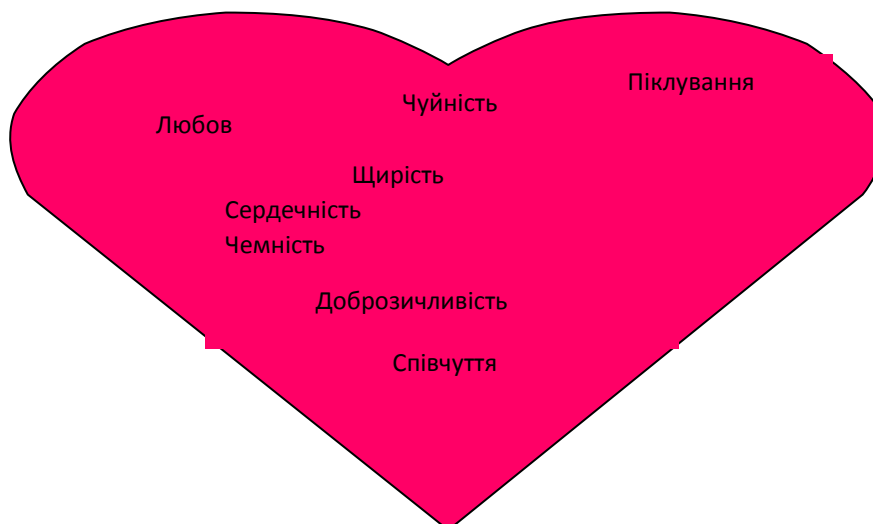 Піклування
Чуйність
Любов
Щирість
Сердечність
Чемність
Доброзичливість
Співчуття